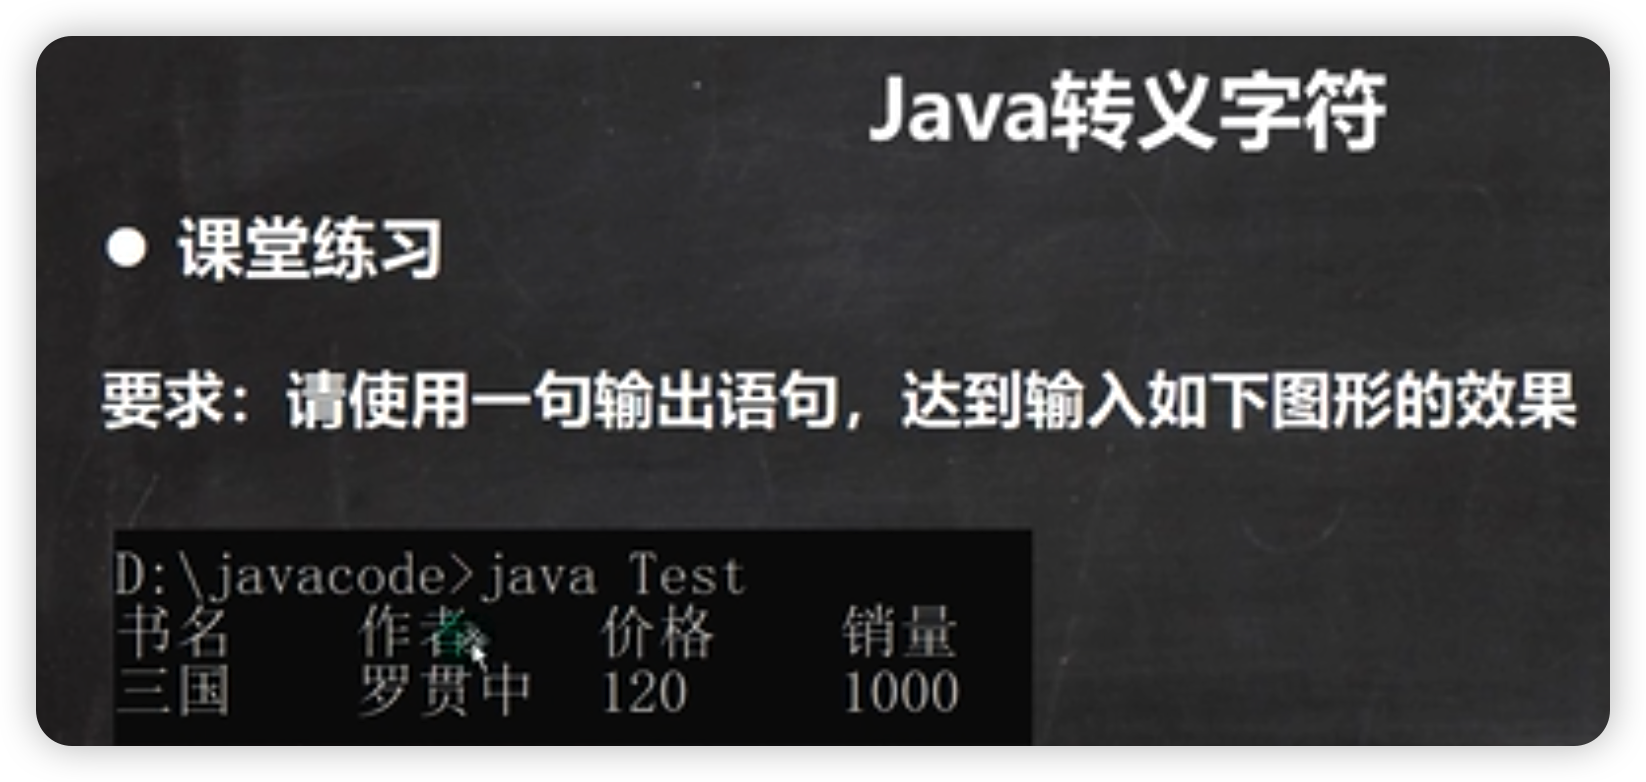 Java转义字符
● 课堂练习
要求：请使用一句输出语句，达到输入如下图形的效果
D:\javacode>java Test
书名 作者 价格 销量
三国 罗贯中 120 1000